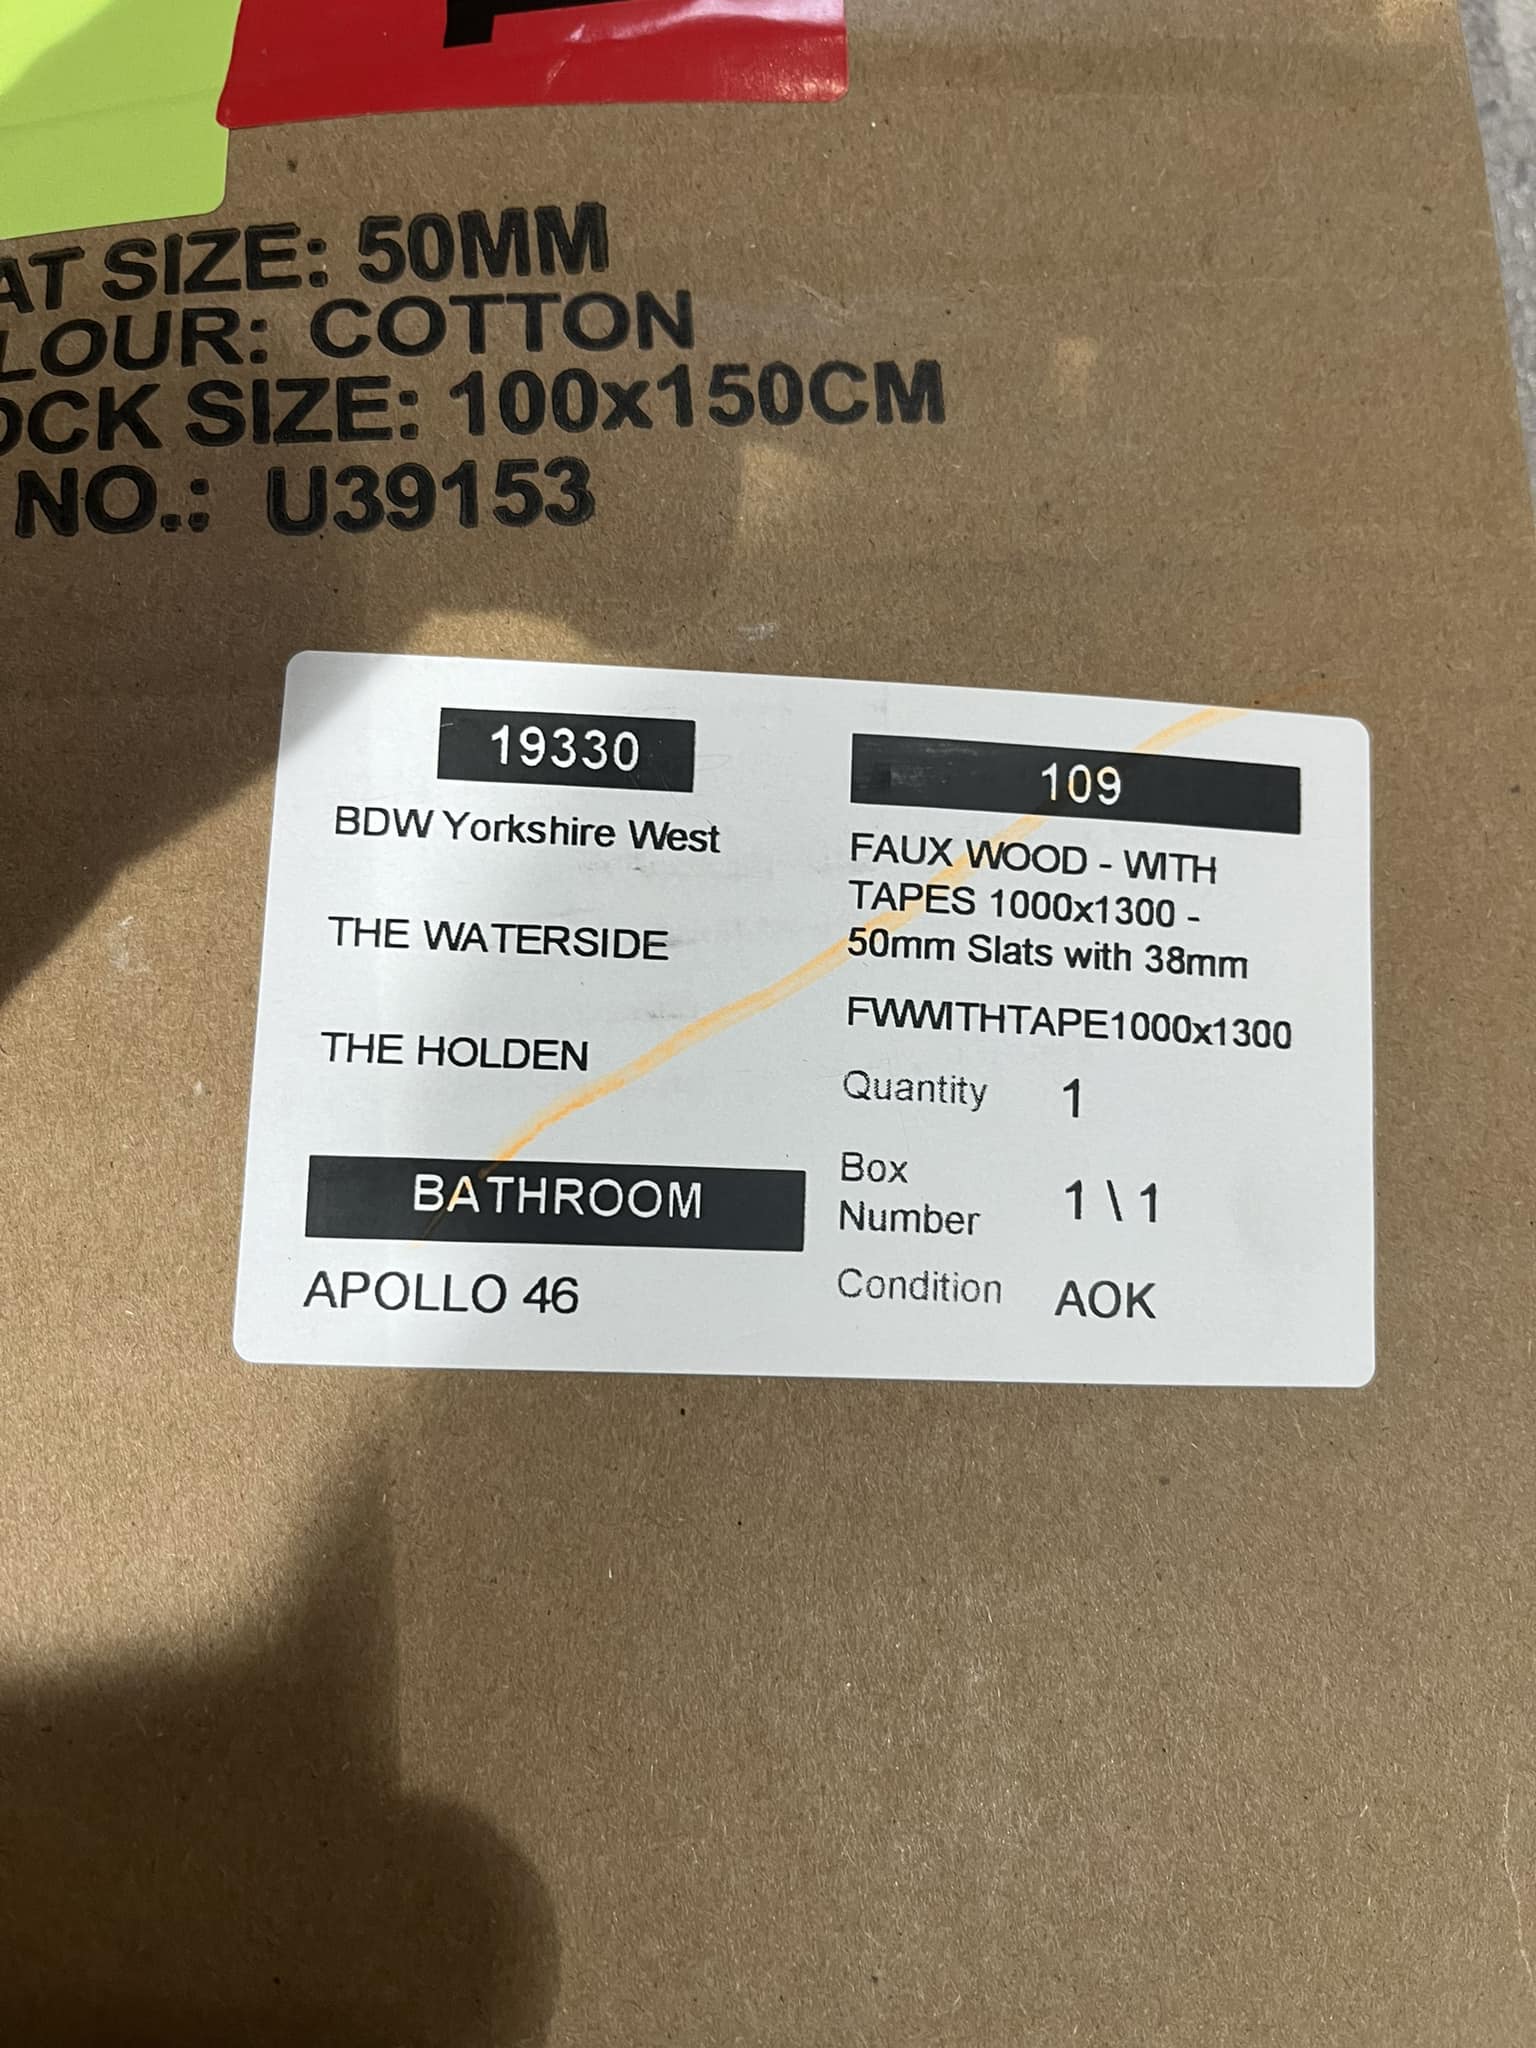 AT SIZE: 50MM
LOUR: COTTON
OCK SIZE: 100x150CM
NO.: U39153
19330
BDW Yorkshire West
THE WATERSIDE
THE HOLDEN
BATHROOM
APOLLO 46
109
FAUX WOOD - WITH
TAPES 1000x1300 -
50mm Slats with 38mm
FWWITHTAPE1000x1300
Quantity 1
Box
Number 1 \ 1
Condition AOK